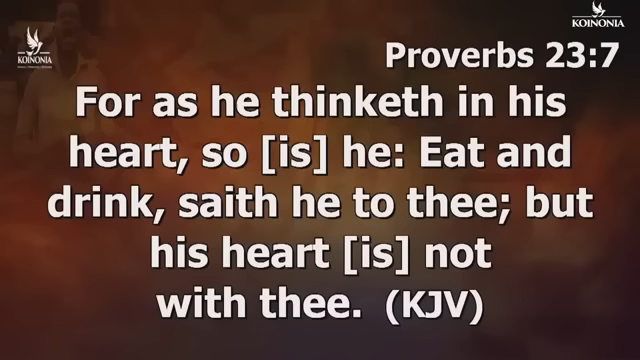 KOINONIA
KOINONIA
Proverbs 23:7
For as he thinketh in his
heart, so [is] he: Eat and
drink, saith he to thee; but
his heart [is] not
with thee. (KJV)